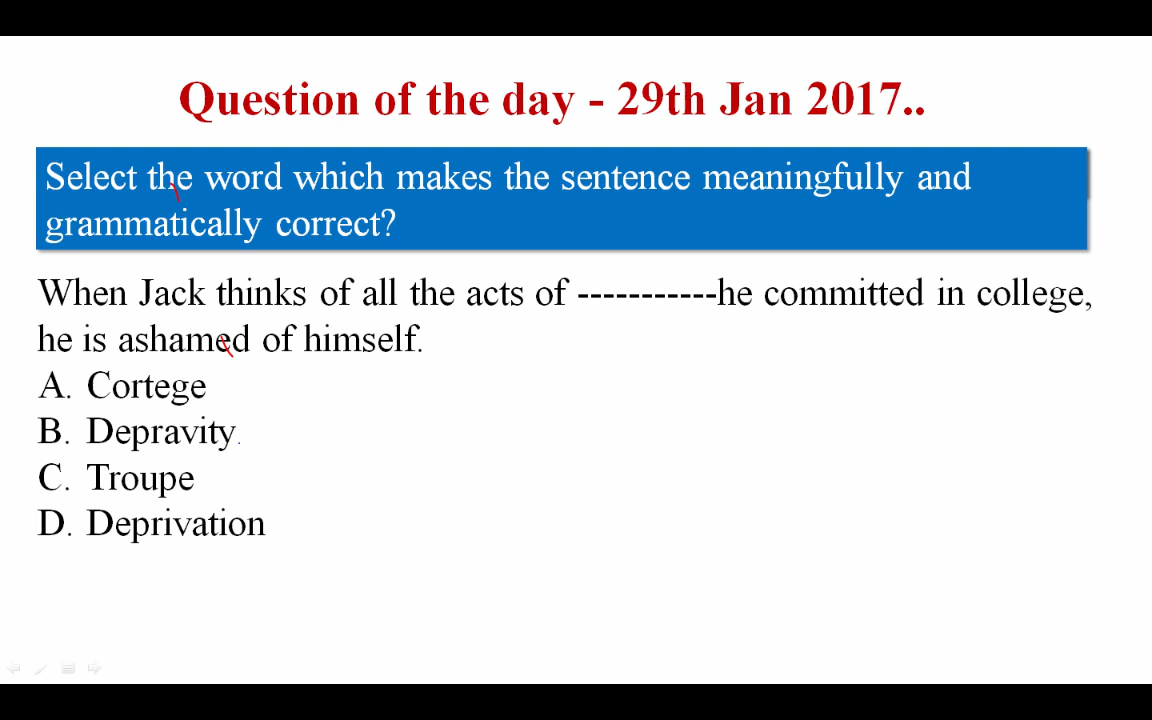 Question of the day - 29th Jan 2017..
Select the word which makes the sentence meaningfully and
grammatically correct?
When Jack thinks of all the acts of -----------he committed in college,
he is ashamed of himself.
A. Cortege
B. Depravity.
C. Troupe
D. Deprivation